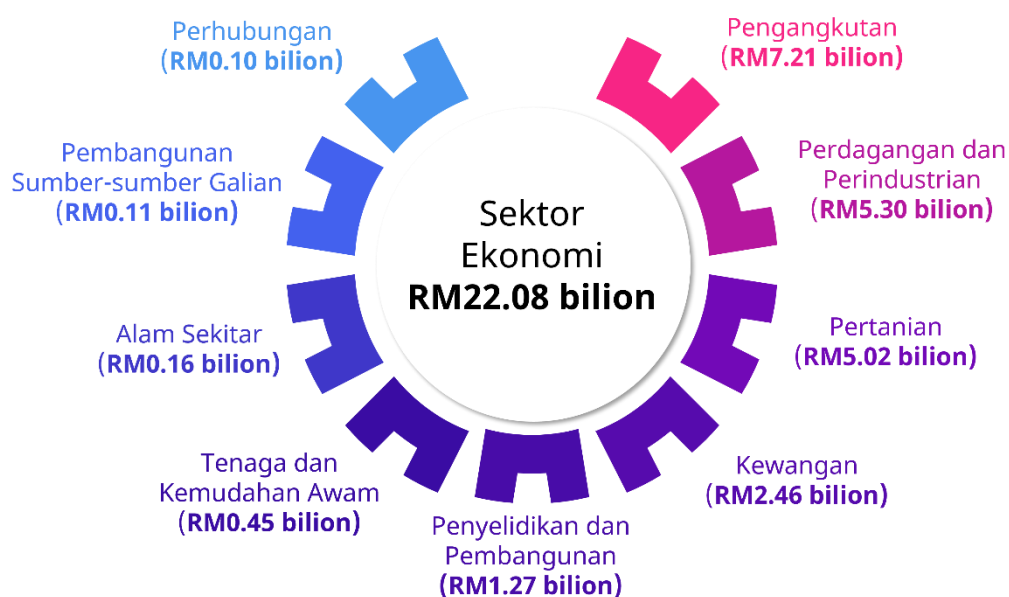 Perhubungan
(RM0.10 bilion)
Pengangkutan
(RM7.21 bilion)
Pembangunan
Sumber-sumber Galian
(RM0.11 bilion)
Perdagangan dan
Perindustrian
(RM5.30 bilion)
Sektor
Ekonomi
RM22.08 bilion
Alam Sekitar
(RM0.16 bilion)
Pertanian
(RM5.02 bilion)
Tenaga dan
Kemudahan Awam
(RM0.45 bilion)
Kewangan
(RM2.46 bilion)
Penyelidikan dan
Pembangunan
(RM1.27 bilion)